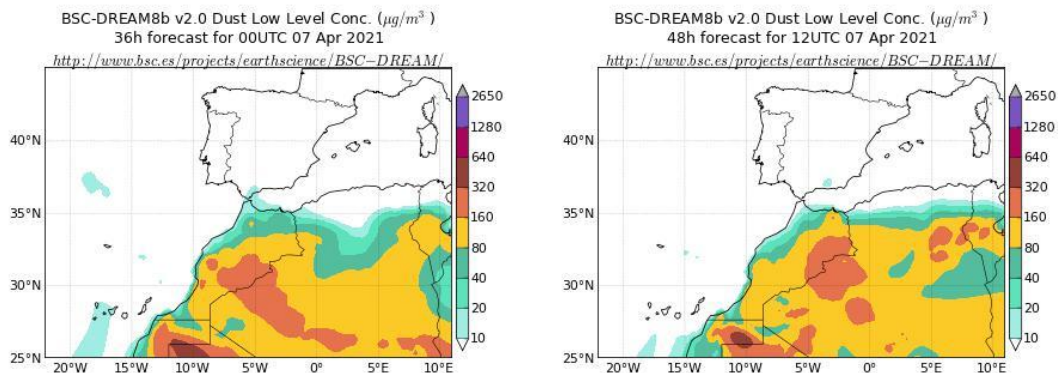 BSC-DREAM8b v2.0 Dust Low Level Conc. (μg/m³ )
36h forecast for 00UTC 07 Apr 2021
http://www.bsc.es/projects/earthscience/BSC−DREAM/
40°N
35°N
30°N
25°N
20°W
15°W
10°W
5°W
0°
5°E
10°E
2650
1280
640
320
160
80
40
20
10
BSC-DREAM8b v2.0 Dust Low Level Conc. (μg/m³ )
48h forecast for 12UTC 07 Apr 2021
http://www.bsc.es/projects/earthscience/BSC−DREAM/
40°N
35°N
30°N
25°N
20°W
15°W
10°W
5°W
0°
5°E
10°E
2650
1280
640
320
160
80
40
20
10